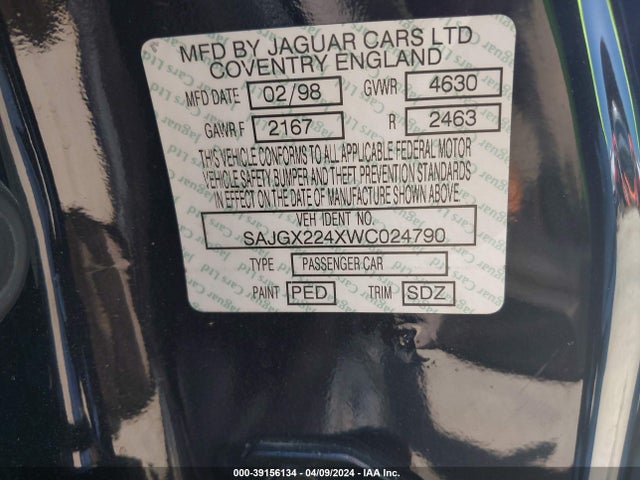 MFD BY JAGUAR CARS LTD
COVENTRY ENGLAND
MFD DATE 02/98 GVWR 4630
GAWR F 2167 R 2463
THIS VEHICLE CONFORMS TO ALL APPLICABLE FEDERAL MOTOR
VEHICLE SAFETY, BUMPER AND THEFT PREVENTION STANDARDS
IN EFFECT ON THE DATE OF MANUFACTURE SHOWN ABOVE.
VEH IDENT NO.
SAJGX224XWC024790
TYPE PASSENGER CAR
PAINT PED TRIM SDZ
000-39156134 - 04/09/2024 - IAA Inc.